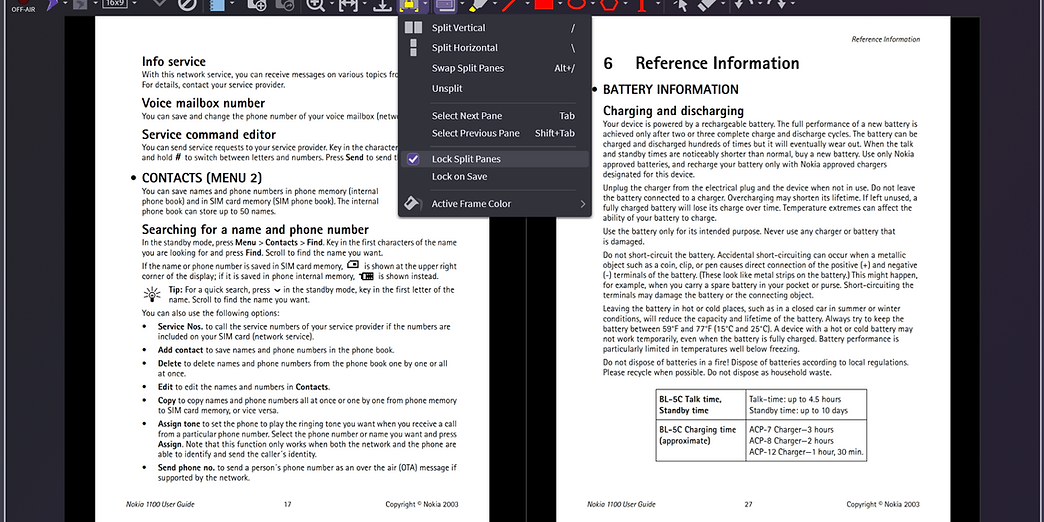 OFF-AIR
16x9
Split Vertical /
Split Horizontal \
Swap Split Panes Alt+/
Unsplit
Select Next Pane Tab
Select Previous Pane Shift+Tab
Lock Split Panes
Lock on Save
Active Frame Color
Info service
With this network service, you can receive messages on various topics
For details, contact your service provider.
Voice mailbox number
You can save and change the phone number of your voice mailbox
Service command editor
You can send service requests to your service provider. Key in the
and hold # to switch between letters and numbers. Press Send to send
• CONTACTS (MENU 2)
You can save names and phone numbers in phone memory (internal
phone book) and in SIM card memory (SIM phone book). The internal
phone book can store up to 50 names.
Searching for a name and phone number
In the standby mode, press Menu > Contacts > Find. Key in the first characters of the name
you are looking for and press Find. Scroll to find the name you want.
If the name or phone number is saved in SIM card memory, is shown at the upper right
corner of the display; if it is saved in phone internal memory, is shown instead.
Tip: For a quick search, press in the standby mode, key in the first letter of the
name. Scroll to find the name you want.
You can also use the following options:
• Service Nos. to call the service numbers of your service provider if the numbers
are included on your SIM card (network service).
• Add contact to save names and phone numbers in the phone book.
• Delete to delete names and phone numbers from the phone book one by one or all
at once.
• Edit to edit the names and numbers in Contacts.
• Copy to copy names and phone numbers all at once or one by one from phone memory
to SIM card memory, or vice versa.
• Assign tone to set the phone to play the ringing tone you want when you receive a call
from a particular phone number. Select the phone number or name you want and press
Assign. Note that this function only works when both the network and the phone are
able to identify and send the caller´s identity.
• Send phone no. to send a person´s phone number as an over the air (OTA) message if
supported by the network.
Nokia 1100 User Guide 17 Copyright © Nokia 2003
Reference Information
6 Reference Information
• BATTERY INFORMATION
Charging and discharging
Your device is powered by a rechargeable battery. The full performance of a new battery is
achieved only after two or three complete charge and discharge cycles. The battery can be
charged and discharged hundreds of times but it will eventually wear out. When the talk
and standby times are noticeably shorter than normal, buy a new battery. Use only Nokia
approved batteries, and recharge your battery only with Nokia approved chargers
designated for this device.
Unplug the charger from the electrical plug and the device when not in use. Do not leave
the battery connected to a charger. Overcharging may shorten its lifetime. If left unused, a
fully charged battery will lose its charge over time. Temperature extremes can affect the
ability of your battery to charge.
Use the battery only for its intended purpose. Never use any charger or battery that
is damaged.
Do not short-circuit the battery. Accidental short-circuiting can occur when a metallic
object such as a coin, clip, or pen causes direct connection of the positive (+) and negative
(-) terminals of the battery. (These look like metal strips on the battery.) This might happen,
for example, when you carry a spare battery in your pocket or purse. Short-circuiting the
terminals may damage the battery or the connecting object.
Leaving the battery in hot or cold places, such as in a closed car in summer or winter
conditions, will reduce the capacity and lifetime of the battery. Always try to keep the
battery between 59°F and 77°F (15°C and 25°C). A device with a hot or cold battery may
not work temporarily, even when the battery is fully charged. Battery performance is
particularly limited in temperatures well below freezing.
Do not dispose of batteries in a fire! Dispose of batteries according to local regulations.
Please recycle when possible. Do not dispose as household waste.
BL-5C Talk time, Talk-time: up to 4.5 hours
Standby time Standby time: up to 10 days
BL-5C Charging time ACP-7 Charger—3 hours
(approximate) ACP-8 Charger—2 hours
ACP-12 Charger—1 hour, 30 min.
Nokia 1100 User Guide 27 Copyright © Nokia 2003